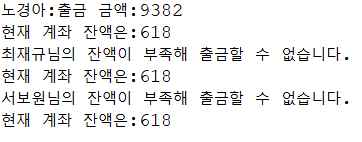 노경아:출금 금액:9382
현재 계좌 잔액은:618
최재규님의 잔액이 부족해 출금할 수 없습니다.
현재 계좌 잔액은:618
서보원님의 잔액이 부족해 출금할 수 없습니다.
현재 계좌 잔액은:618